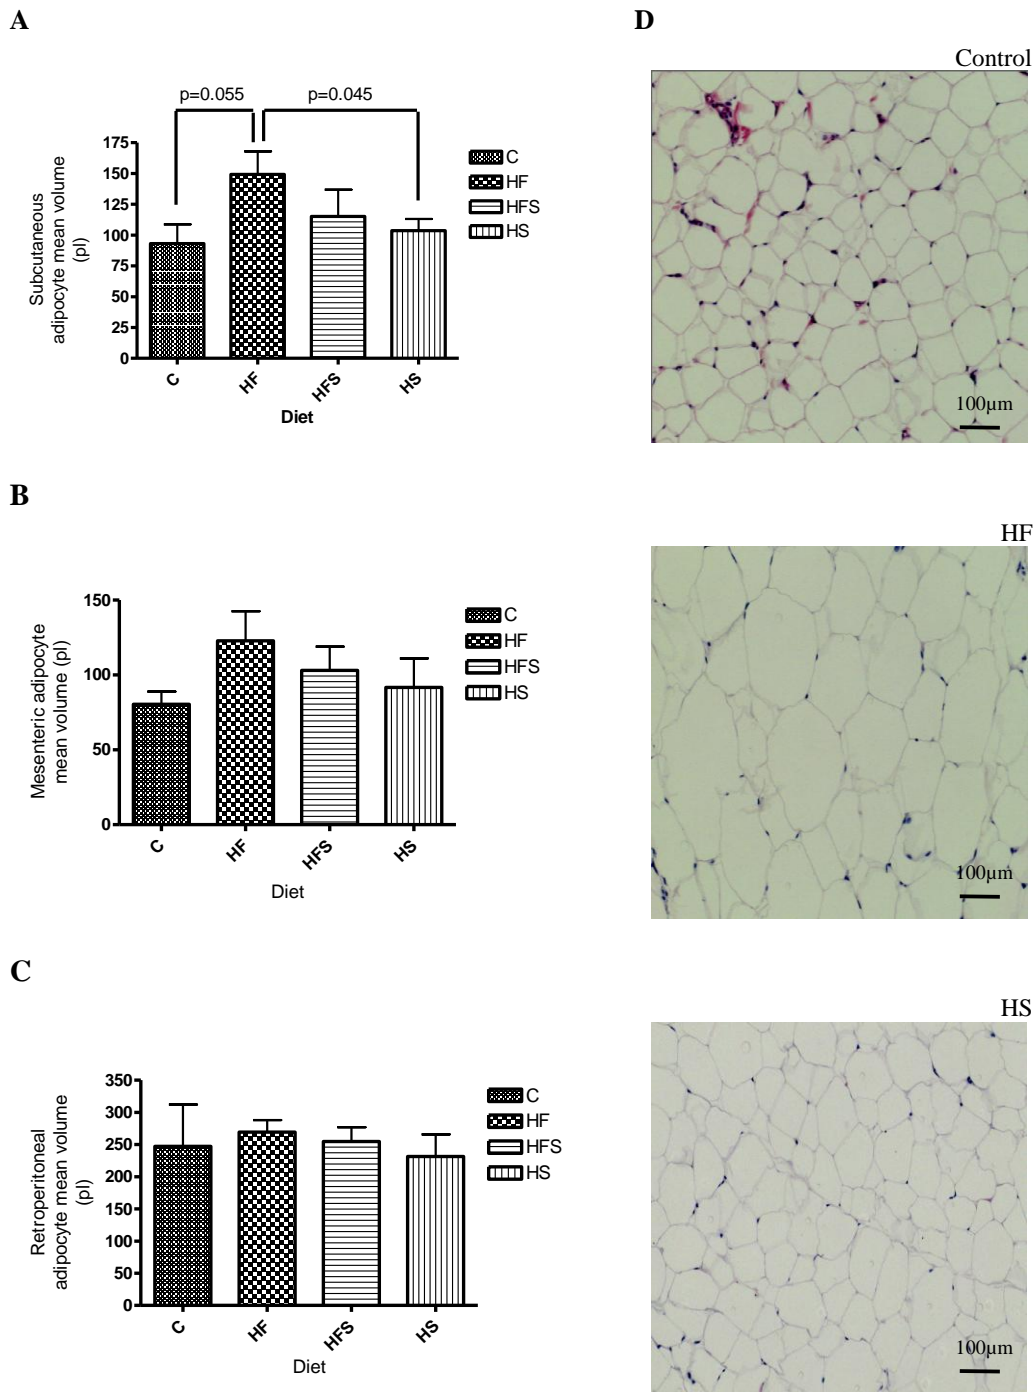 A
p=0.055
p=0.045
Subcutaneous
adipocyte mean volume
(pl)
175
150
125
100
75
50
25
0
C
HF
HFS
HS
Diet
C
HF
HFS
HS
B
Mesenteric adipocyte
mean volume (pl)
150
100
50
0
C
HF
HFS
HS
Diet
C
HF
HFS
HS
C
Retroperitoneal
adipocyte mean volume
(pl)
350
300
250
200
150
100
50
0
C
HF
HFS
HS
Diet
C
HF
HFS
HS
D
Control
100µm
HF
100µm
HS
100µm